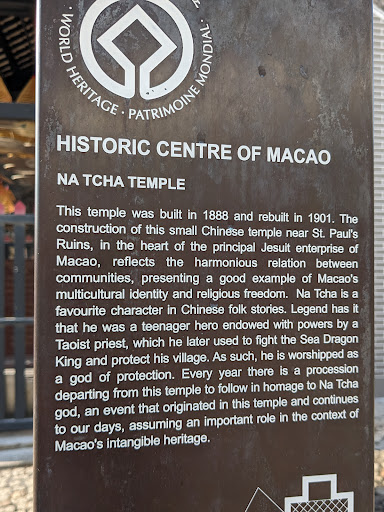 WORLD HERITAGE · PATRIMOINE MONDIAL ·
HISTORIC CENTRE OF MACAO
NA TCHA TEMPLE
This temple was built in 1888 and rebuilt in 1901. The
construction of this small Chinese temple near St. Paul's
Ruins, in the heart of the principal Jesuit enterprise of
Macao, reflects the harmonious relation between
communities, presenting a good example of Macao's
multicultural identity and religious freedom. Na Tcha is a
favourite character in Chinese folk stories. Legend has it
that he was a teenager hero endowed with powers by a
Taoist priest, which he later used to fight the Sea Dragon
King and protect his village. As such, he is worshipped as
a god of protection. Every year there is a procession
departing from this temple to follow in homage to Na Tcha
god, an event that originated in this temple and continues
to our days, assuming an important role in the context of
Macao's intangible heritage.